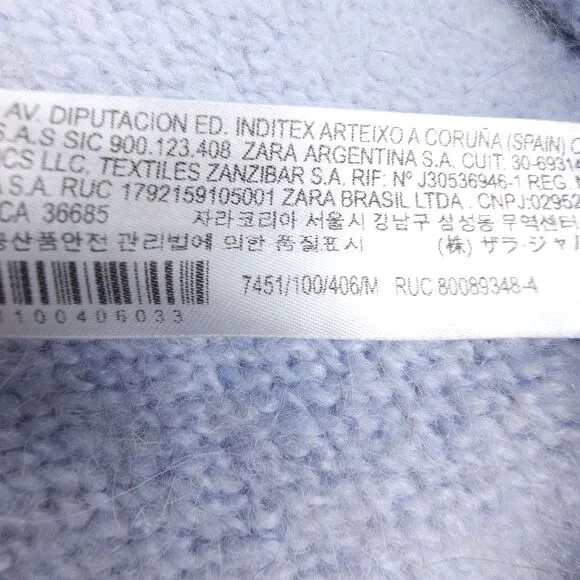 AV. DIPUTACION ED. INDITEX ARTEIXO A CORUÑA (SPAIN)
S.A.S SIC 900.123.408 ZARA ARGENTINA S.A. CUIT: 30-6931
CS LLC, TEXTILES ZANZIBAR S.A. RIF: Nº J30536946-1 REG.
S.A. RUC 1792159105001 ZARA BRASIL LTDA. CNPJ:02952
CA 36685 자라코리아 서울시 강남구 삼성동 무역센터
산품안전 관리법에 의한 품질표시 (株) ザラ・ジャ
7451/100/406/M RUC 80089348-4
100406033